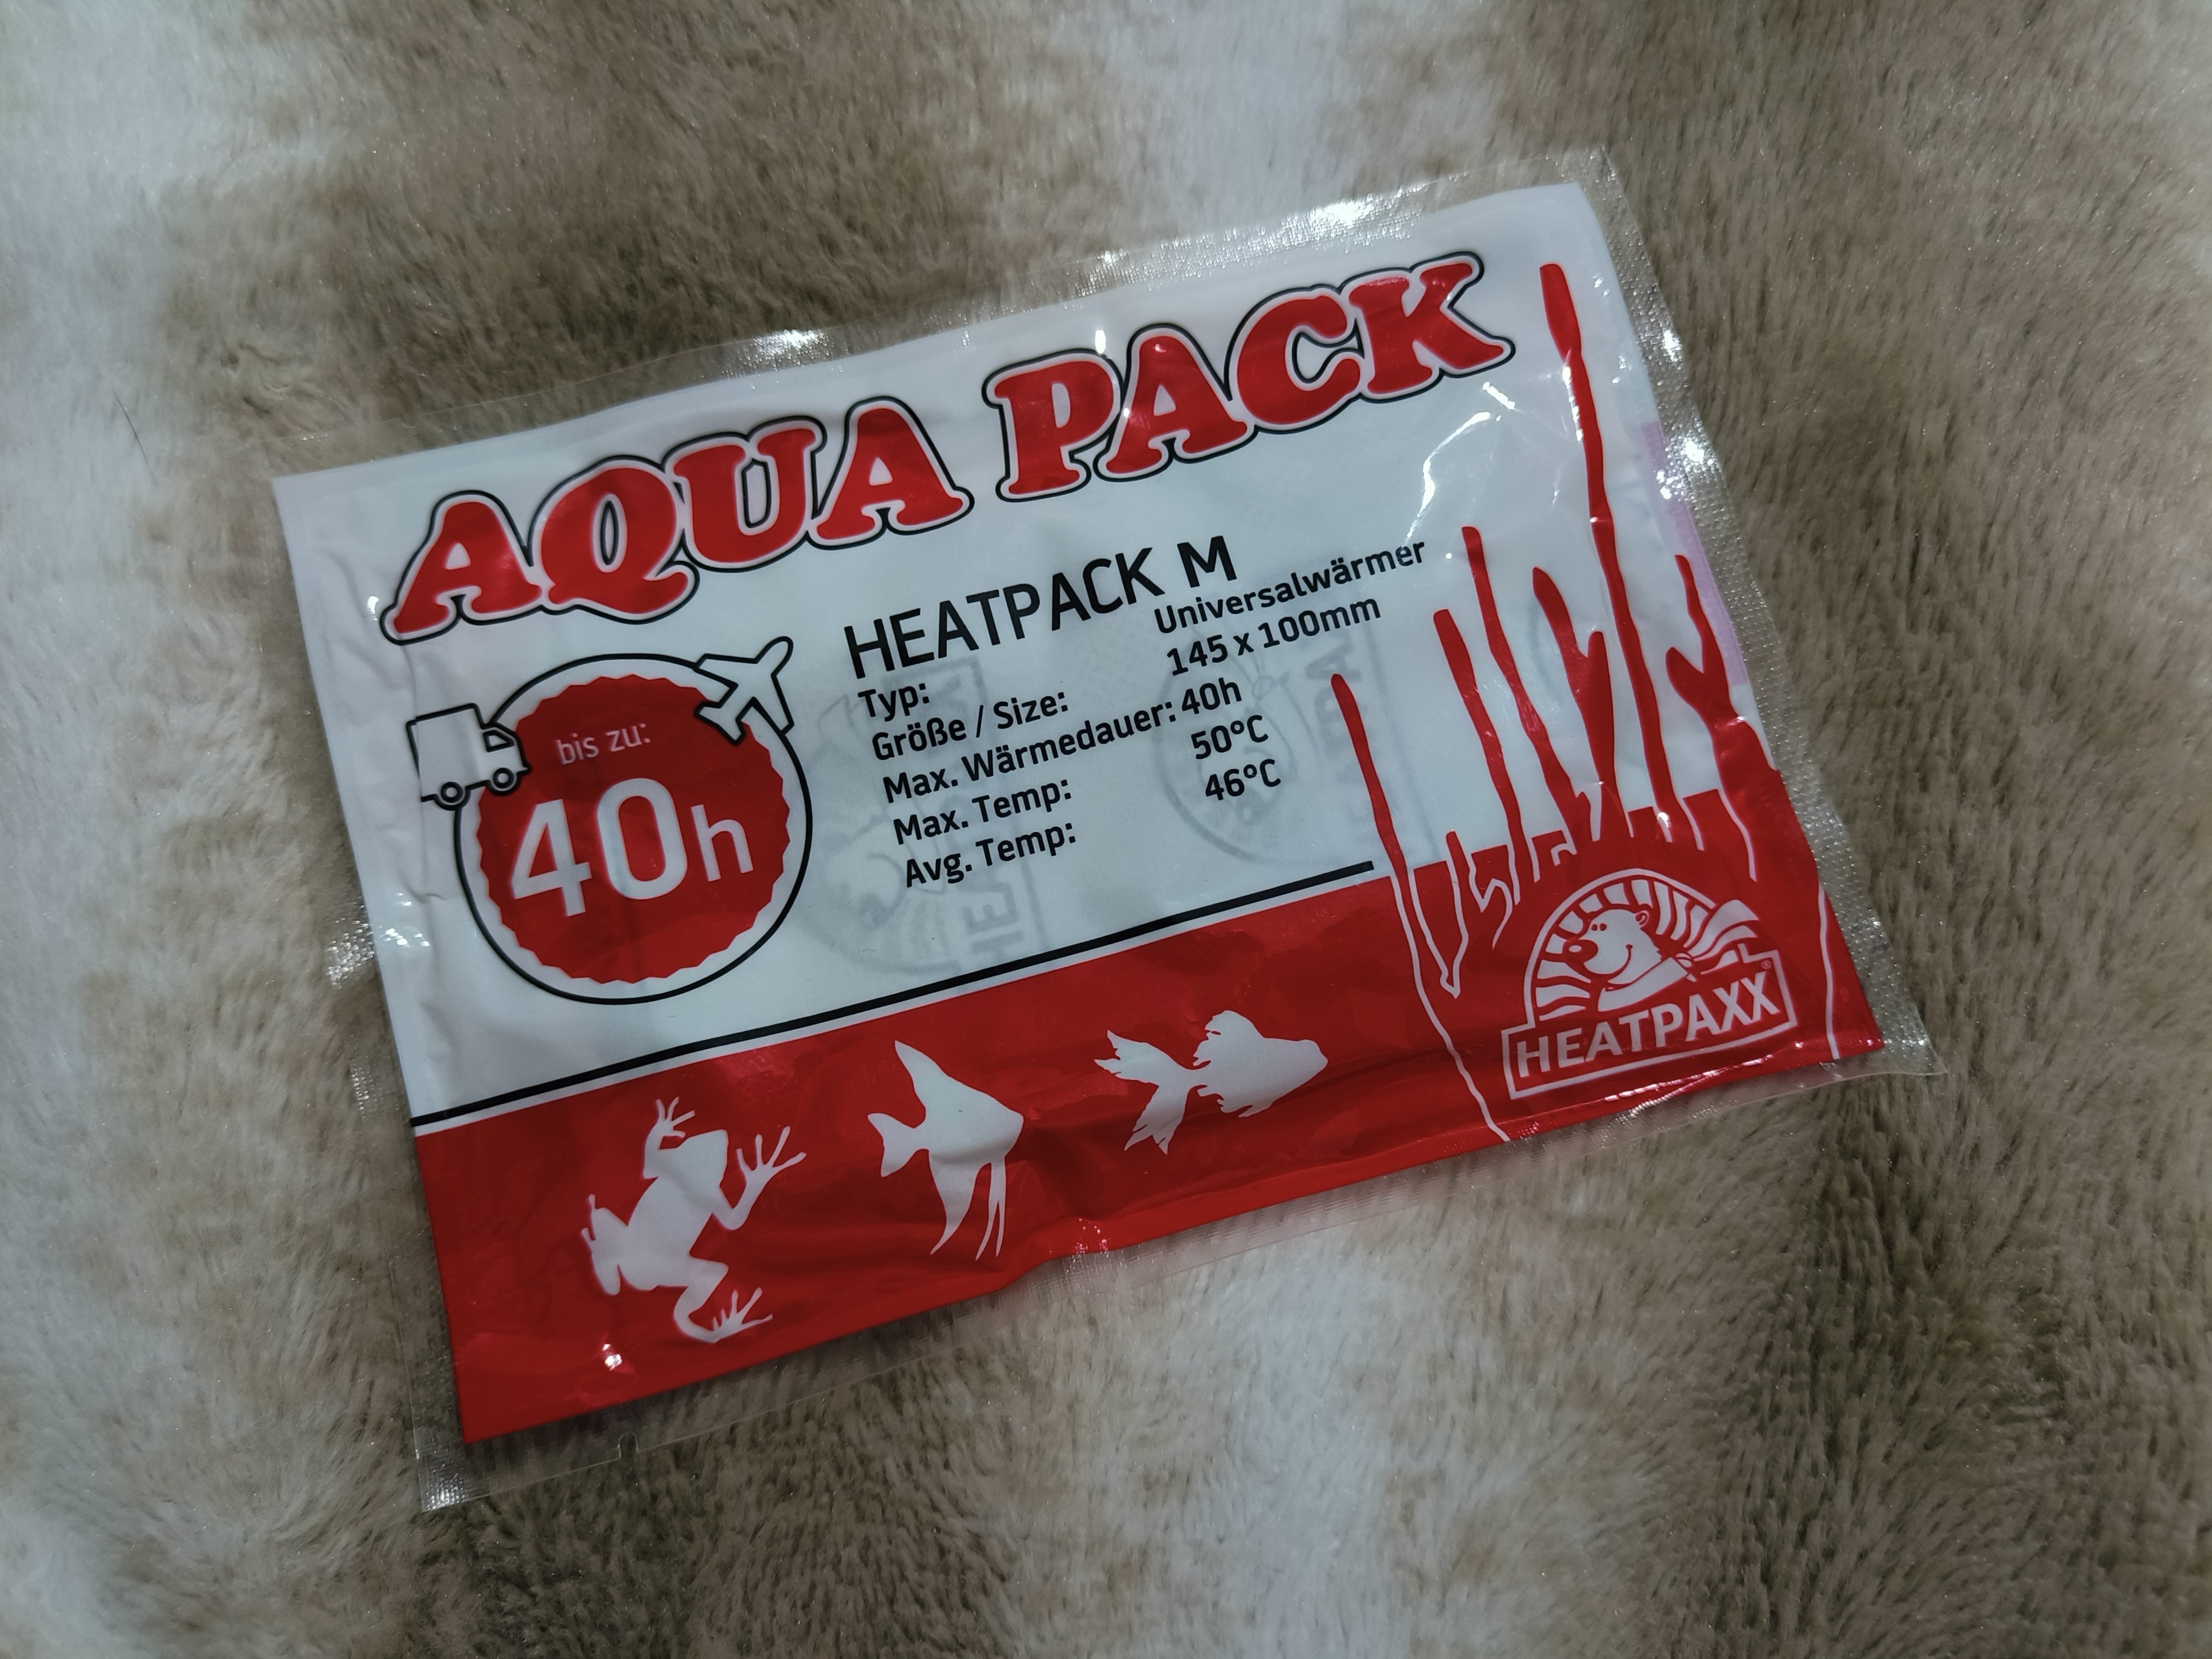 AQUA PACK
bis zu:
40h
HEATPACK M
Typ: Universalwärmer
Größe / Size: 145 x 100mm
Max. Wärmedauer: 40h
Max. Temp: 50°C
Avg. Temp: 46°C
HEATPAXX®